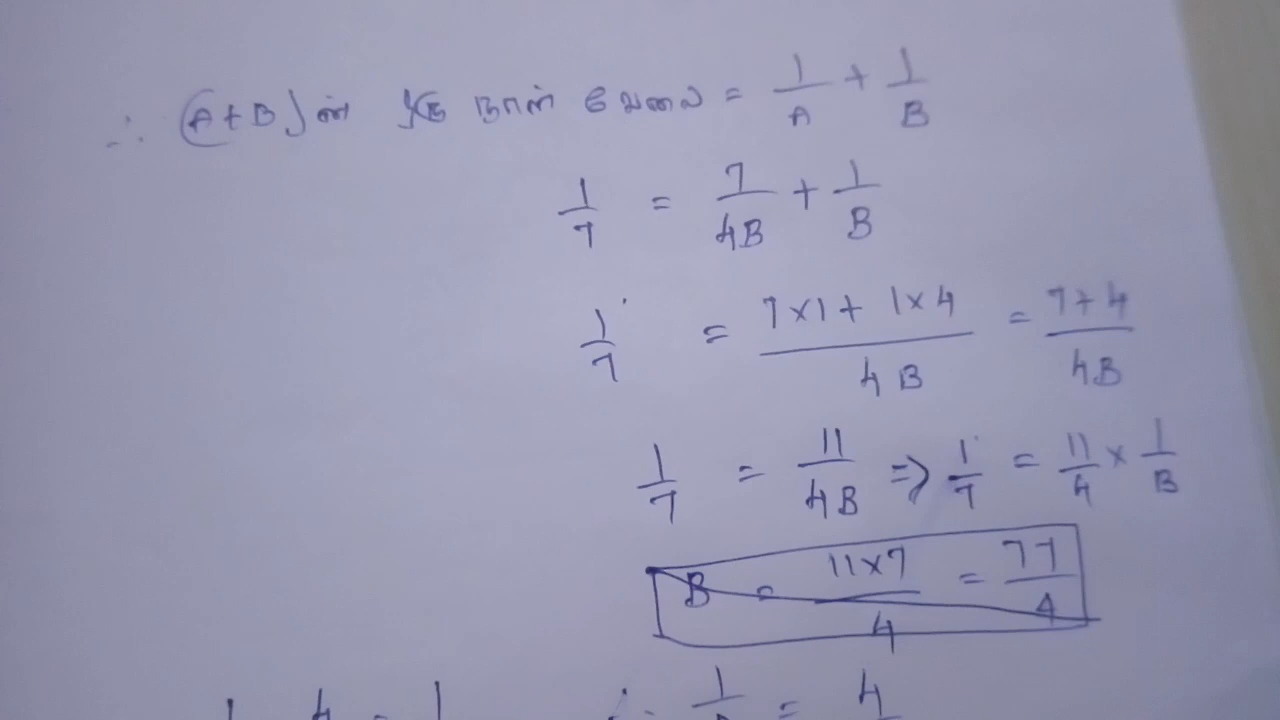 ∴ (A+B) ன் ஒரு நாள் வேலை = 1/A + 1/B
1/7 = 7/4B + 1/B
1/7 = 7×1 + 1×4/4B = 7+4/4B
1/7 = 11/4B ⇒ 1/7 = 11/4 × 1/B
B = 11×7/4 = 77/4